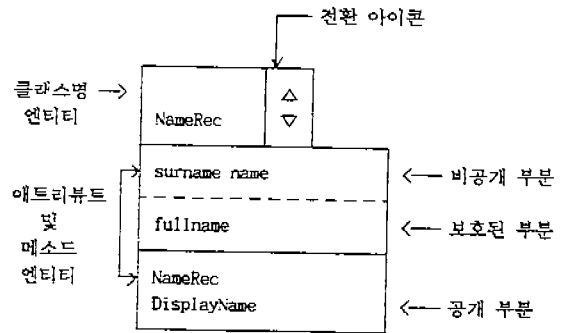 전환 아이콘
클래스명
엔티티
NameRec
surname name
비공개 부분
애트리뷰트
및
메소드
엔티티
fullname
보호된 부분
NameRec
DisplayName
공개 부분